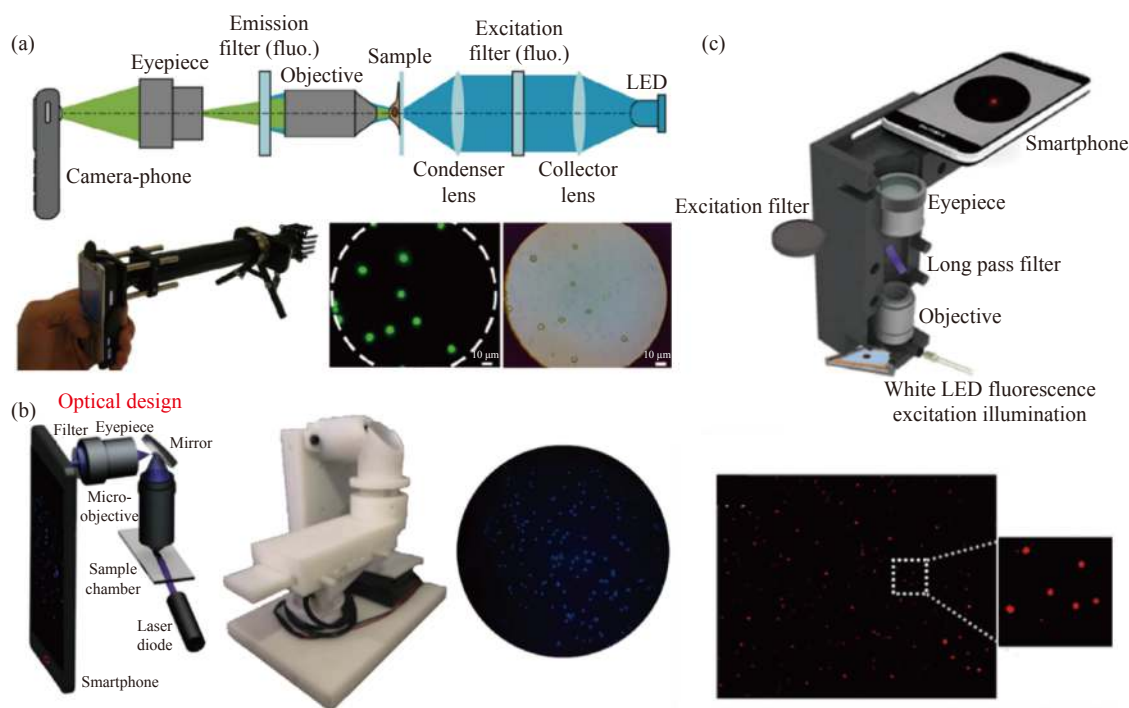 (a)
Emission
filter (fluo.)
Eyepiece
Objective
Sample
Excitation
filter (fluo.)
LED
Camera-phone
Condenser
lens
Collector
lens
10 μm
10 μm
(b)
Optical design
Filter
Eyepiece
Mirror
Micro-
objective
Sample
chamber
Laser
diode
Smartphone
(c)
Smartphone
Eyepiece
Excitation filter
Long pass filter
Objective
White LED fluorescence
excitation illumination